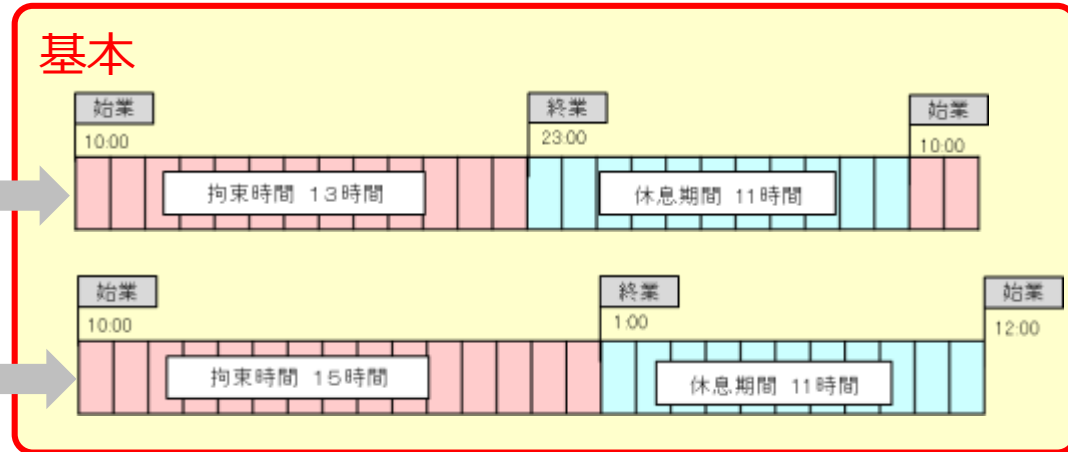 基本
始業
終業
始業
10:00
23:00
10:00
拘束時間 13時間
休息期間 11時間
始業
終業
始業
10:00
1:00
12:00
拘束時間 15時間
休息期間 11時間